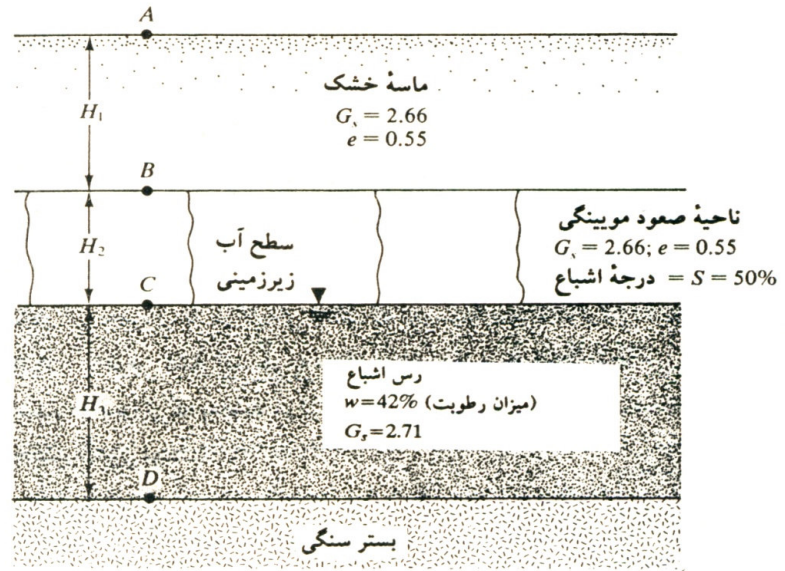 A
H₁
ماسهٔ خشک
Gₛ = 2.66
e = 0.55
B
H₂
سطح آب
زیرزمینی
ناحیهٔ صعود مویینگی
Gₛ = 2.66; e = 0.55
درجهٔ اشباع = S = 50%
C
H₃
رس اشباع
w=42% (میزان رطوبت)
Gₛ=2.71
D
بستر سنگی